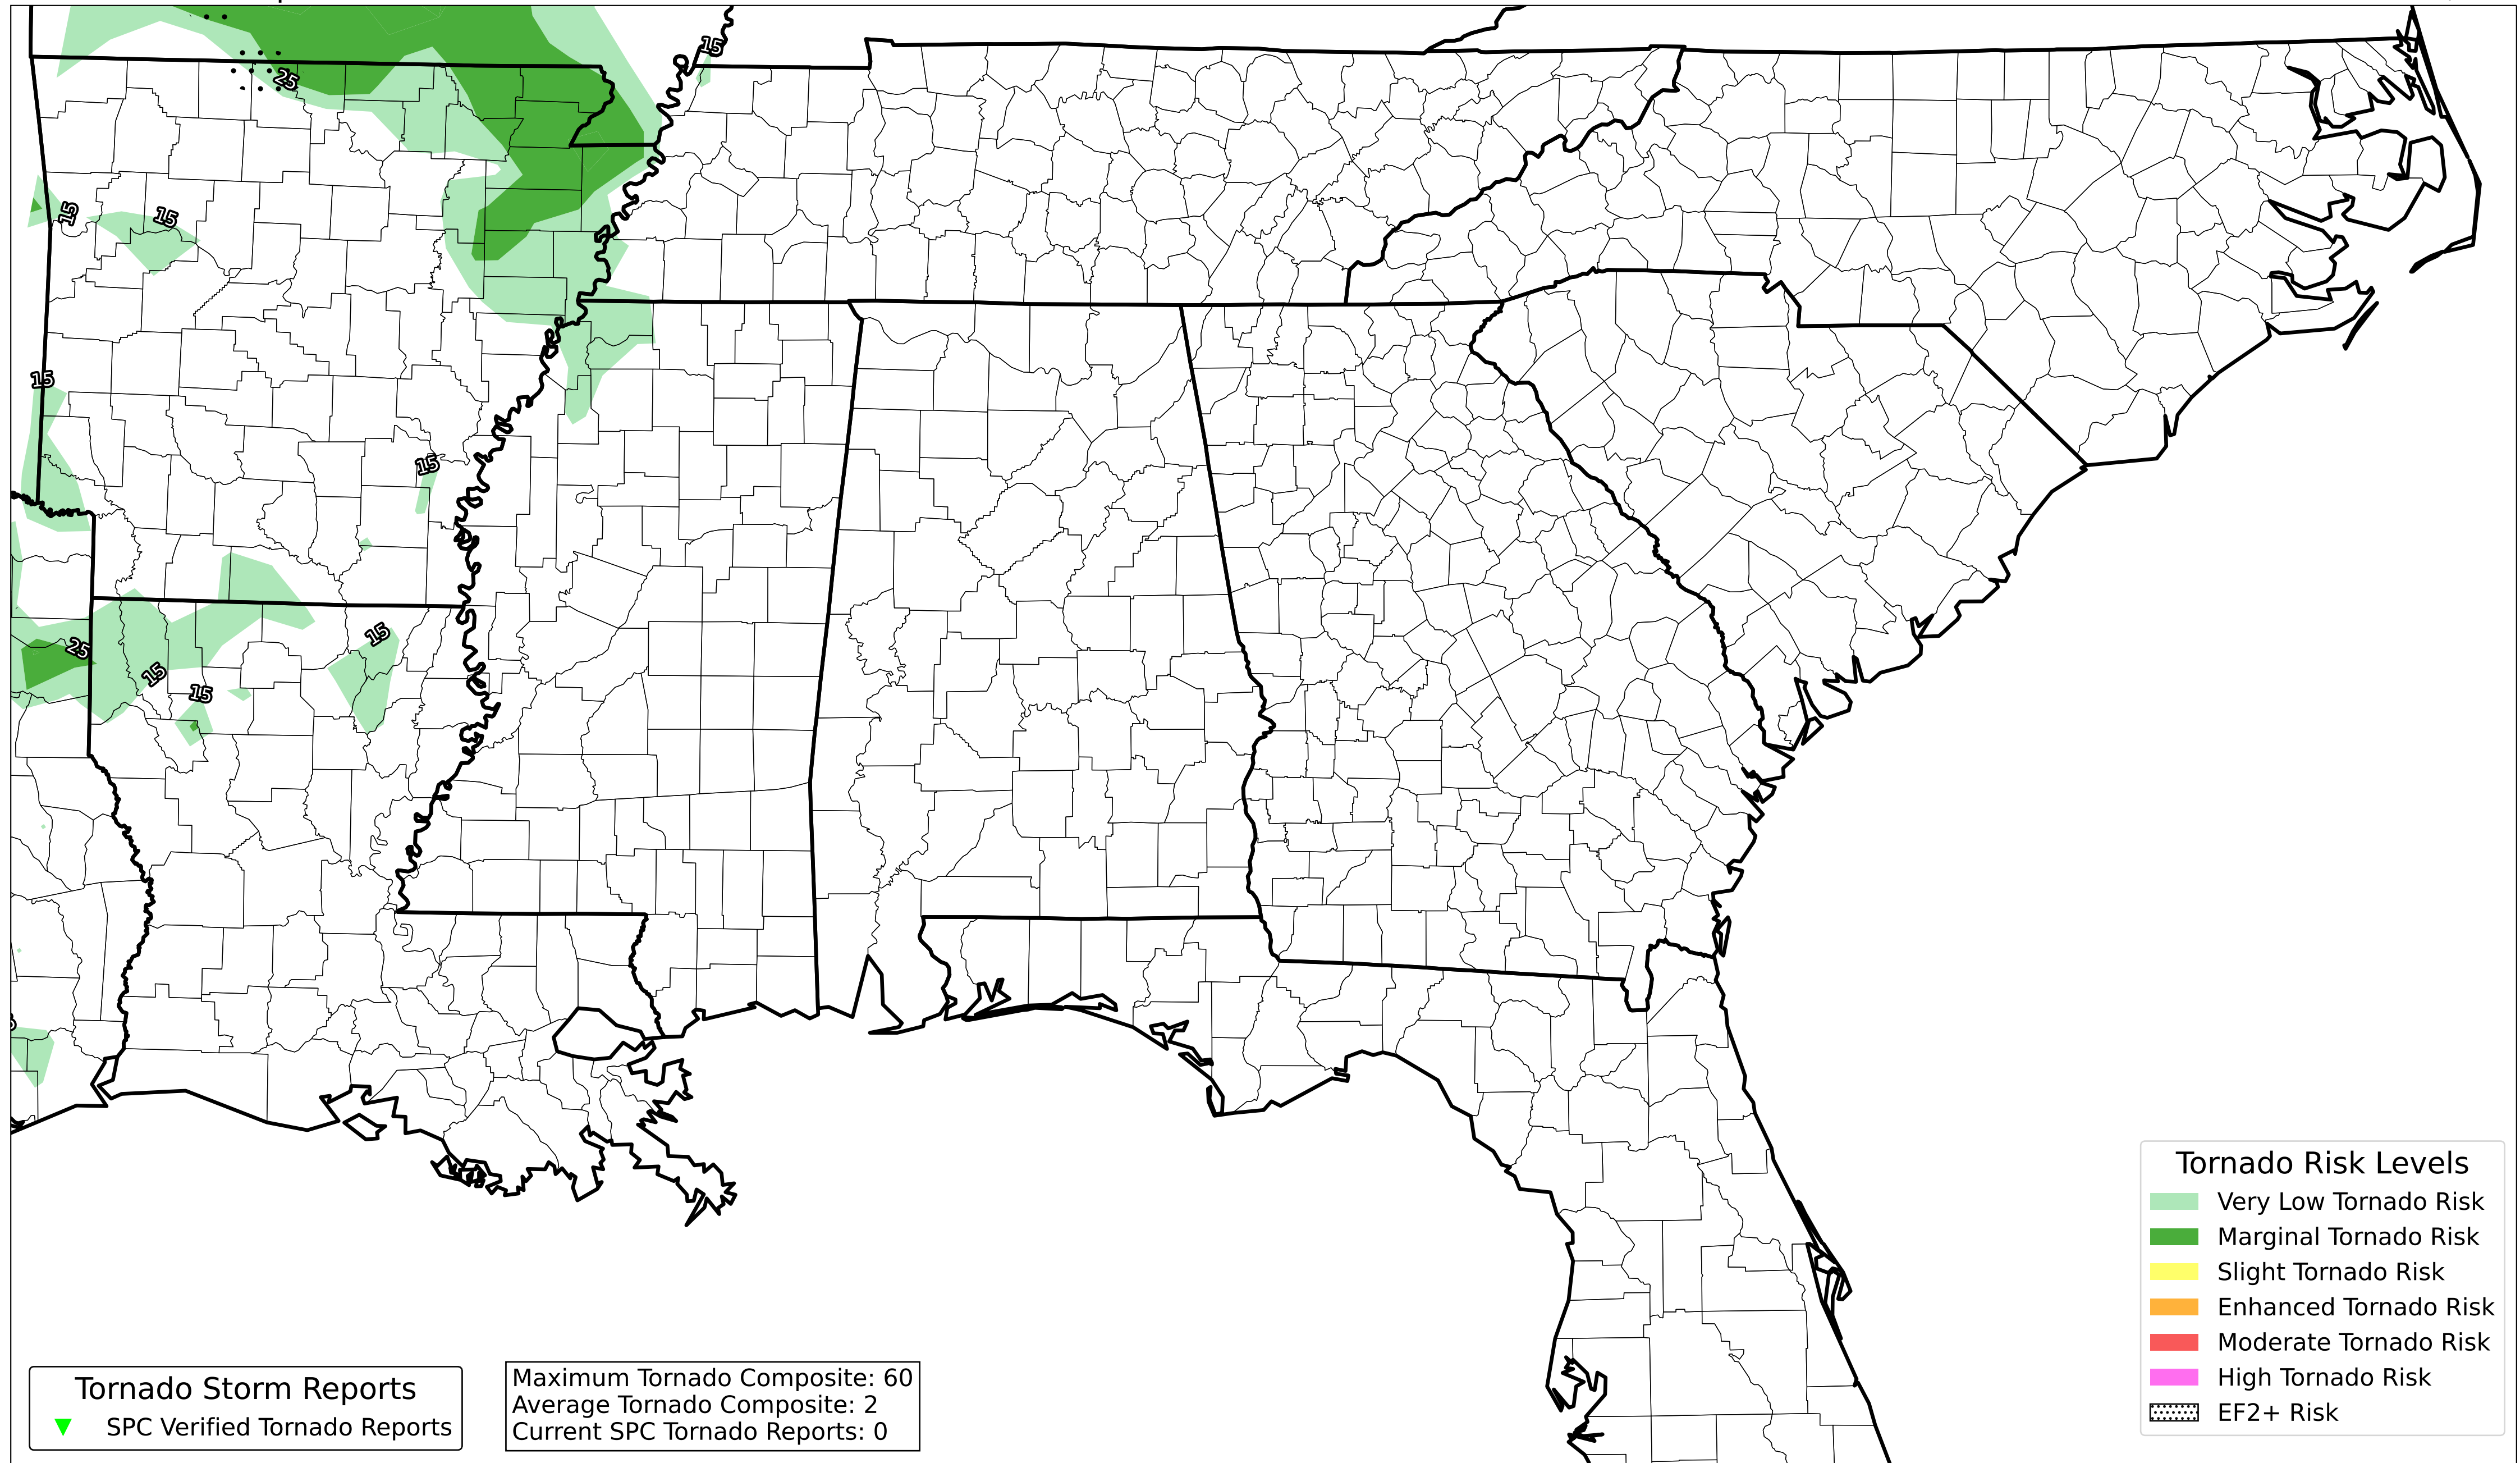 15
25
15
15
15
15
25
15
15
15
Tornado Risk Levels
Very Low Tornado Risk
Marginal Tornado Risk
Slight Tornado Risk
Enhanced Tornado Risk
Moderate Tornado Risk
High Tornado Risk
EF2+ Risk
Tornado Storm Reports
SPC Verified Tornado Reports
Maximum Tornado Composite: 60
Average Tornado Composite: 2
Current SPC Tornado Reports: 0